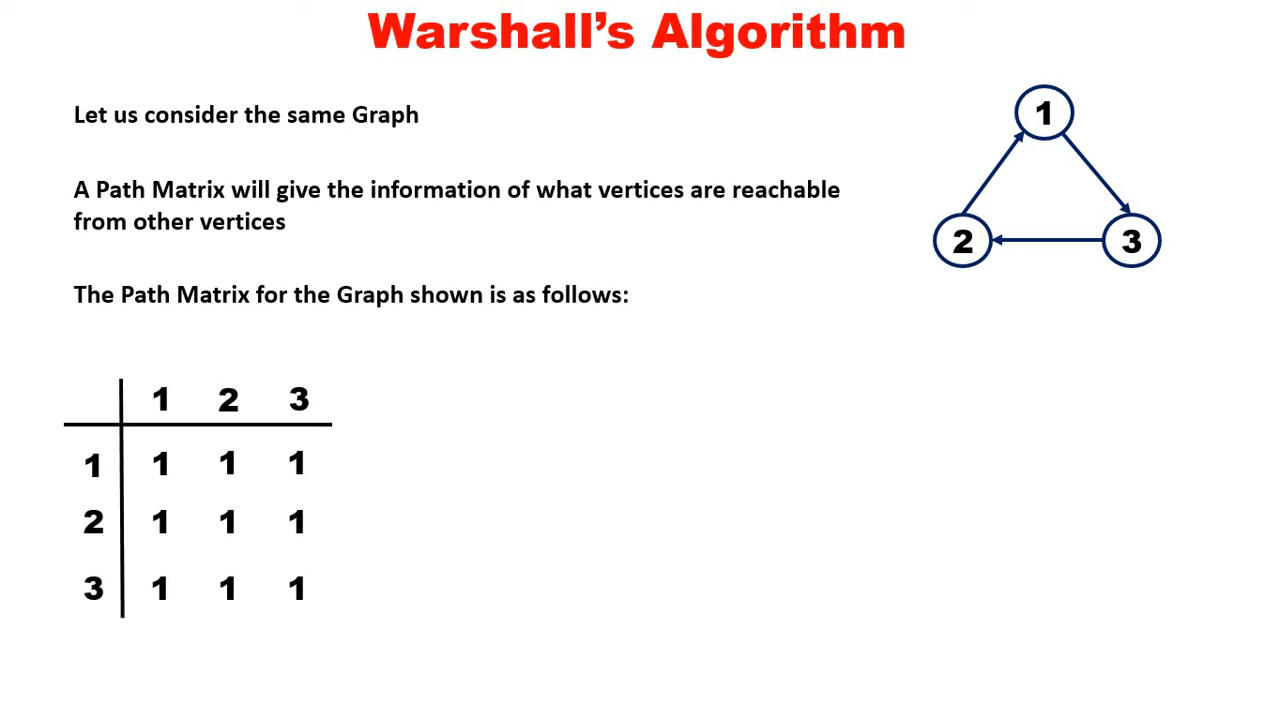 Warshall's Algorithm
Let us consider the same Graph
A Path Matrix will give the information of what vertices are reachable
from other vertices
The Path Matrix for the Graph shown is as follows:
1
2
3
1 2 3
1 1 1 1
2 1 1 1
3 1 1 1